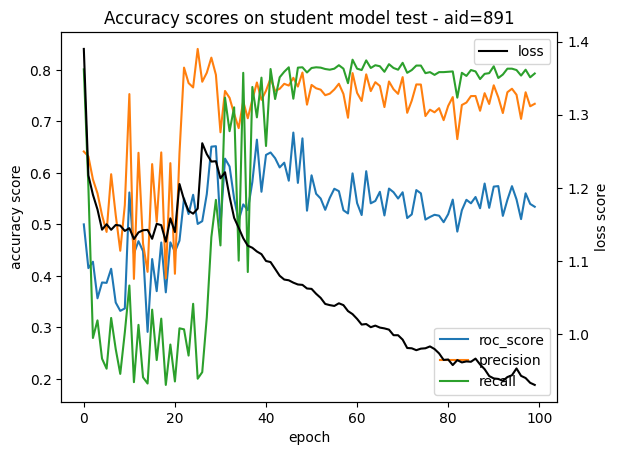 Accuracy scores on student model test - aid=891
accuracy score
0.8
0.7
0.6
0.5
0.4
0.3
0.2
loss
1.4
1.3
1.2
1.1
1.0
loss score
roc_score
precision
recall
0
20
40
60
80
100
epoch